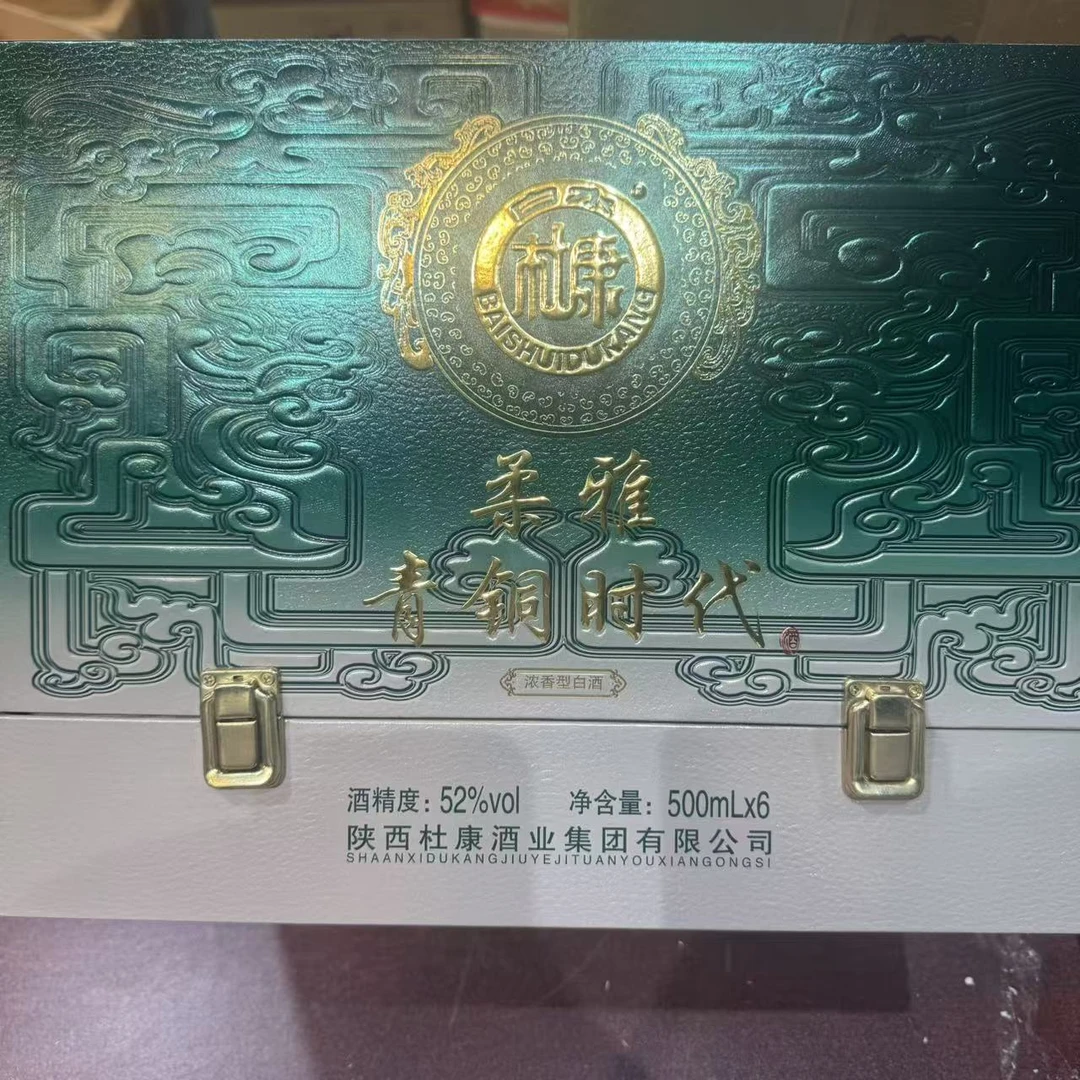 白水
杜康
BAISHUIDUKANG
柔雅
青铜时代
浓香型白酒
酒精度：52%vol 净含量：500mLx6
陕西杜康酒业集团有限公司
SHAANXIDUKANGJIUYEJITUANYOUXIANGONGSI